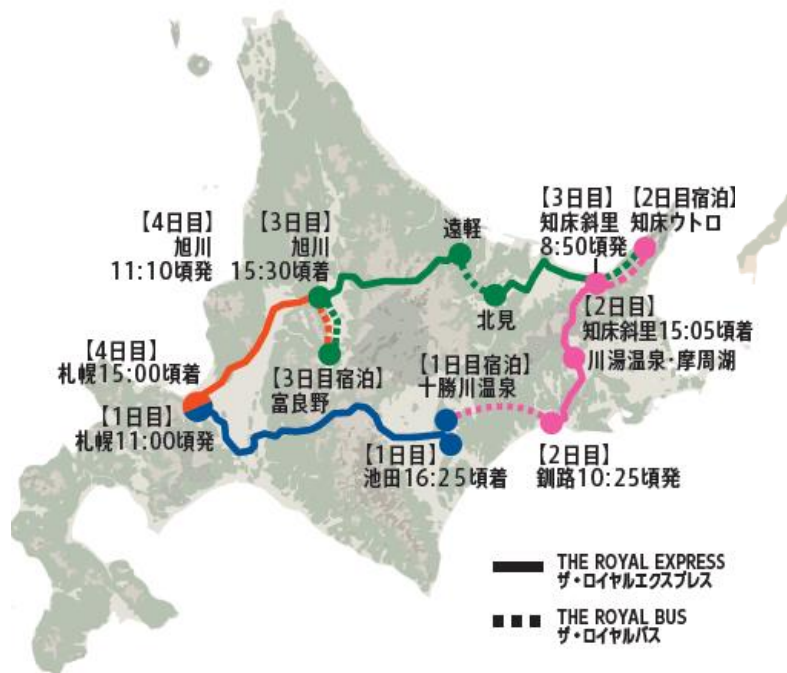 【4日目】
旭川
11:10頃発
【3日目】
旭川
15:30頃着
遠軽
【3日目】
知床斜里
8:50頃発
【2日目宿泊】
知床ウトロ
北見
【2日目】
知床斜里15:05頃着
川湯温泉・摩周湖
【4日目】
札幌15:00頃着
【1日目】
札幌11:00頃発
【3日目宿泊】
富良野
【1日目宿泊】
十勝川温泉
【1日目】
池田16:25頃着
【2日目】
釧路10:25頃発
THE ROYAL EXPRESS
ザ・ロイヤルエクスプレス
THE ROYAL BUS
ザ・ロイヤルバス